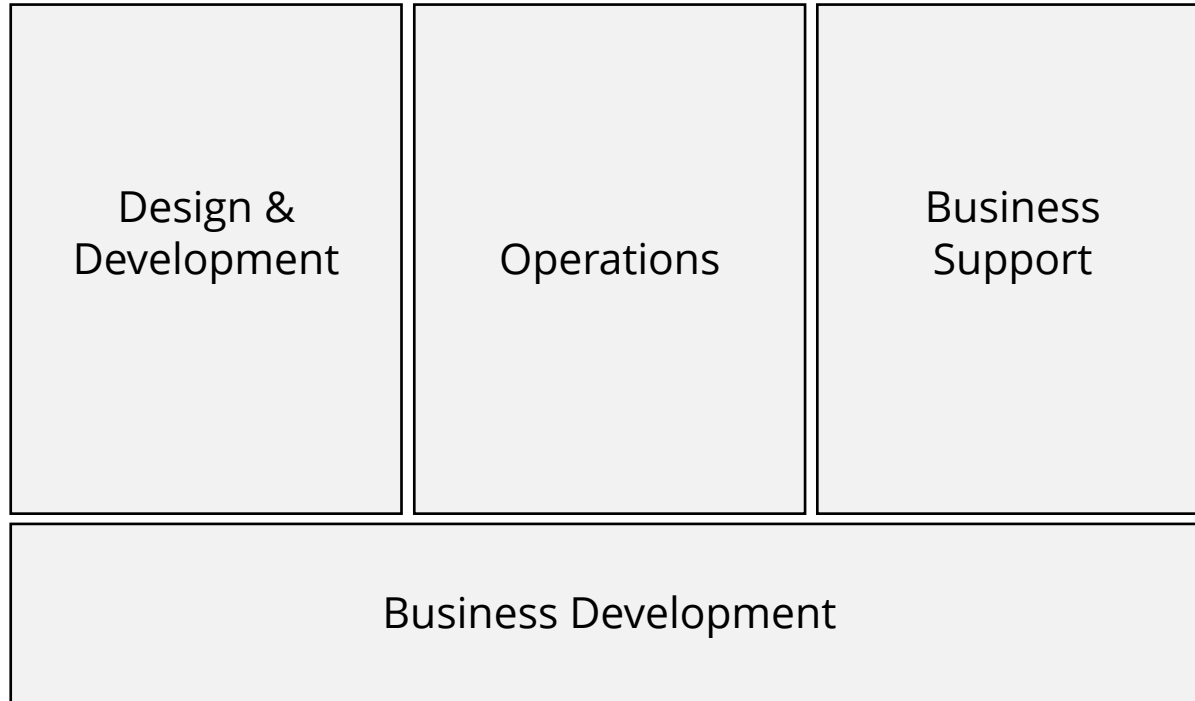 Design &
Development
Operations
Business
Support
Business Development